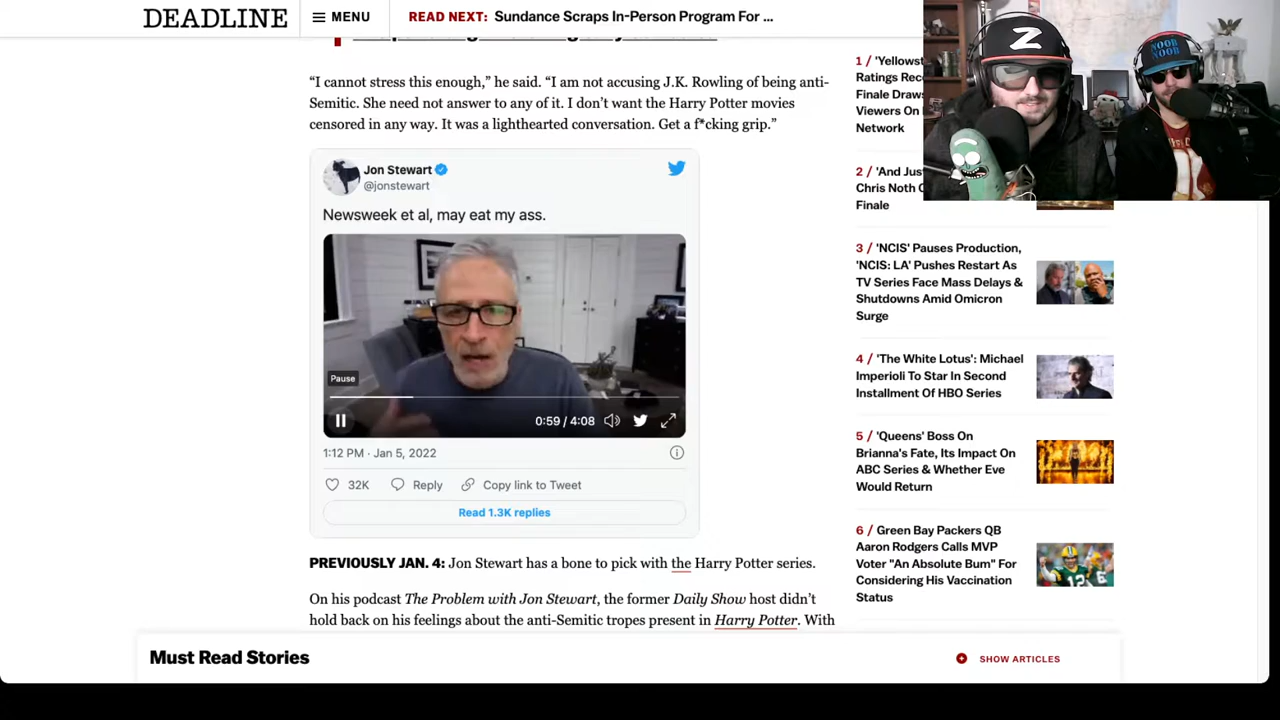 DEADLINE
MENU
READ NEXT: Sundance Scraps In-Person Program For ...
“I cannot stress this enough,” he said. “I am not accusing J.K. Rowling of being anti-
Semitic. She need not answer to any of it. I don’t want the Harry Potter movies
censored in any way. It was a lighthearted conversation. Get a f*cking grip.”
Jon Stewart
@jonstewart
Newsweek et al, may eat my ass.
Pause
0:59 / 4:08
1:12 PM · Jan 5, 2022
32K
Reply
Copy link to Tweet
Read 1.3K replies
PREVIOUSLY JAN. 4: Jon Stewart has a bone to pick with the Harry Potter series.
On his podcast The Problem with Jon Stewart, the former Daily Show host didn’t
hold back on his feelings about the anti-Semitic tropes present in Harry Potter. With
1 / 'Yellowst
Ratings Rec
Finale Draws
Viewers On
Network
2 / 'And Jus
Chris Noth C
Finale
3 / 'NCIS' Pauses Production,
'NCIS: LA' Pushes Restart As
TV Series Face Mass Delays &
Shutdowns Amid Omicron
Surge
4 / 'The White Lotus': Michael
Imperioli To Star In Second
Installment Of HBO Series
5 / 'Queens' Boss On
Brianna's Fate, Its Impact On
ABC Series & Whether Eve
Would Return
6 / Green Bay Packers QB
Aaron Rodgers Calls MVP
Voter "An Absolute Bum" For
Considering His Vaccination
Status
Z
NOOB
Must Read Stories
SHOW ARTICLES